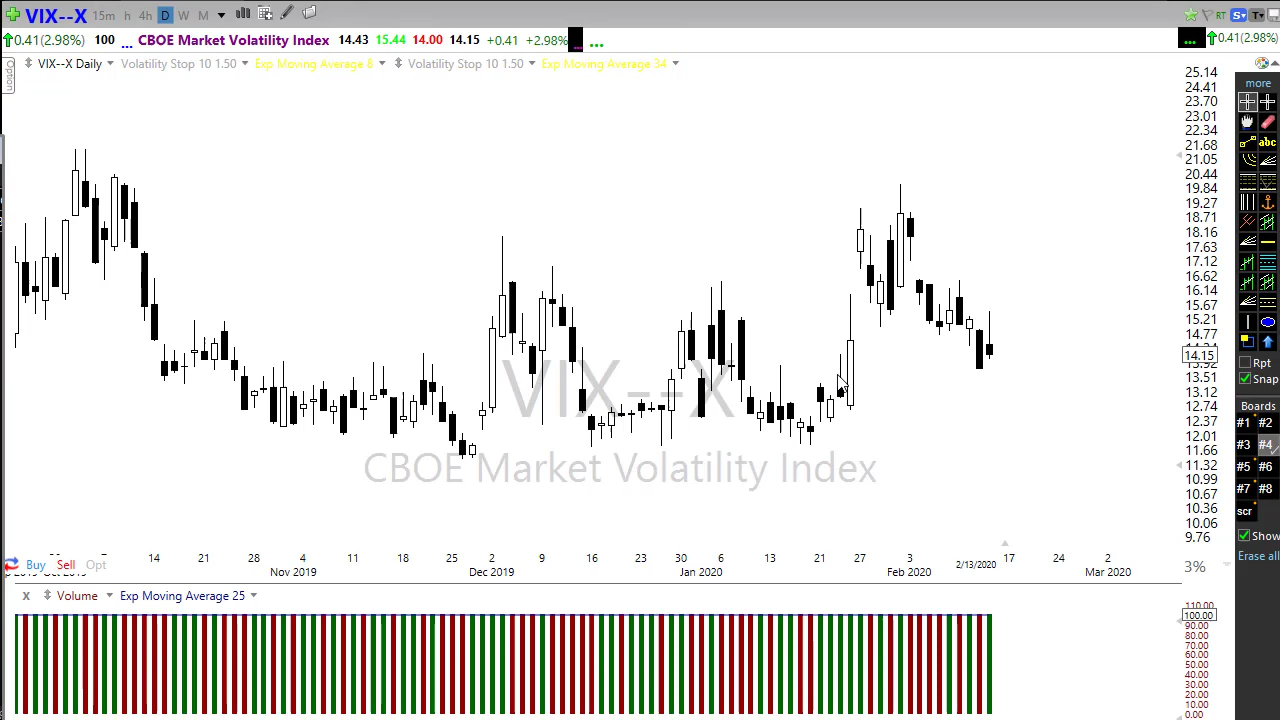 VIX--X 15m h 4h D W M RT S T
0.41(2.98%) 100 ... CBOE Market Volatility Index 14.43 15.44 14.00 14.15 +0.41 +2.98% ... ... 0.41(2.98%)
Option VIX--X Daily Volatility Stop 10 1.50 Exp Moving Average 8 Volatility Stop 10 1.50 Exp Moving Average 34
25.14
24.41
23.70
23.01
22.34
21.68
21.05
20.44
19.84
19.27
18.71
18.16
17.63
17.12
16.62
16.14
15.67
15.21
14.77
14.15
13.51
13.12
12.74
12.37
12.01
11.66
11.32
10.99
10.67
10.36
10.06
9.76
VIX--X
CBOE Market Volatility Index
14 21 28 4 11 18 25 2 9 16 23 30 6 13 21 27 3 17 24 2
Nov 2019 Dec 2019 Jan 2020 Feb 2020 2/13/2020 Mar 2020
Buy Sell Opt 3%
x Volume Exp Moving Average 25
110.00
100.00
90.00
80.00
70.00
60.00
50.00
40.00
30.00
20.00
10.00
0.00
more
abc
Rpt
Snap
Boards
#1 #2
#3 #4
#5 #6
#7 #8
scr
Show
Erase all